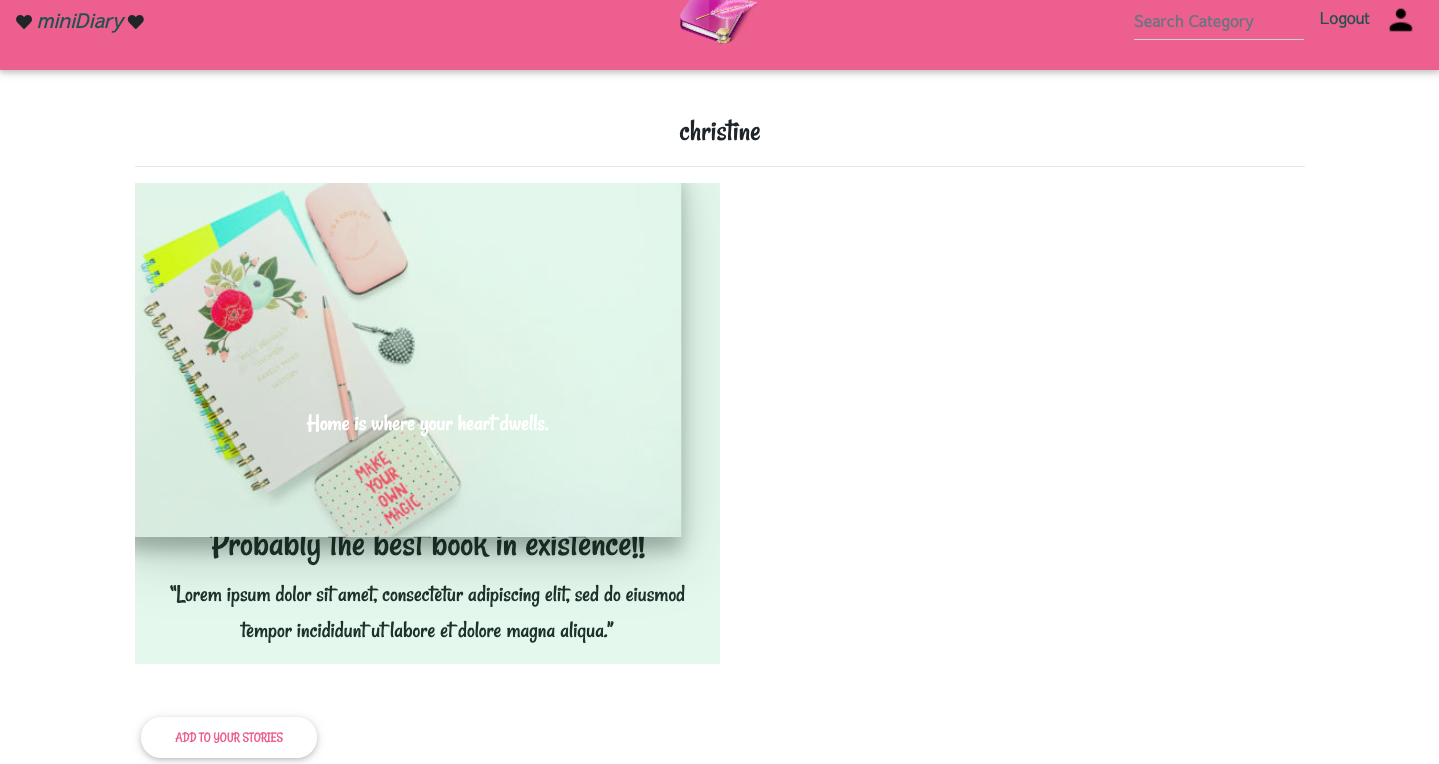 ♥ miniDiary ♥
Search Category
Logout
christine
MAKE
YOUR
OWN
MAGIC
Home is where your heart dwells.
Probably the best book in existence!!
“Lorem ipsum dolor sit amet, consectetur adipiscing elit, sed do eiusmod
tempor incididunt ut labore et dolore magna aliqua.”
ADD TO YOUR STORIES